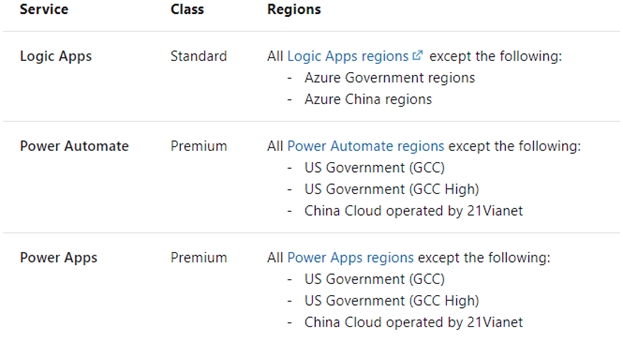 Service Class Regions
Logic Apps Standard All Logic Apps regions except the following:
- Azure Government regions
- Azure China regions
Power Automate Premium All Power Automate regions except the following:
- US Government (GCC)
- US Government (GCC High)
- China Cloud operated by 21Vianet
Power Apps Premium All Power Apps regions except the following:
- US Government (GCC)
- US Government (GCC High)
- China Cloud operated by 21Vianet